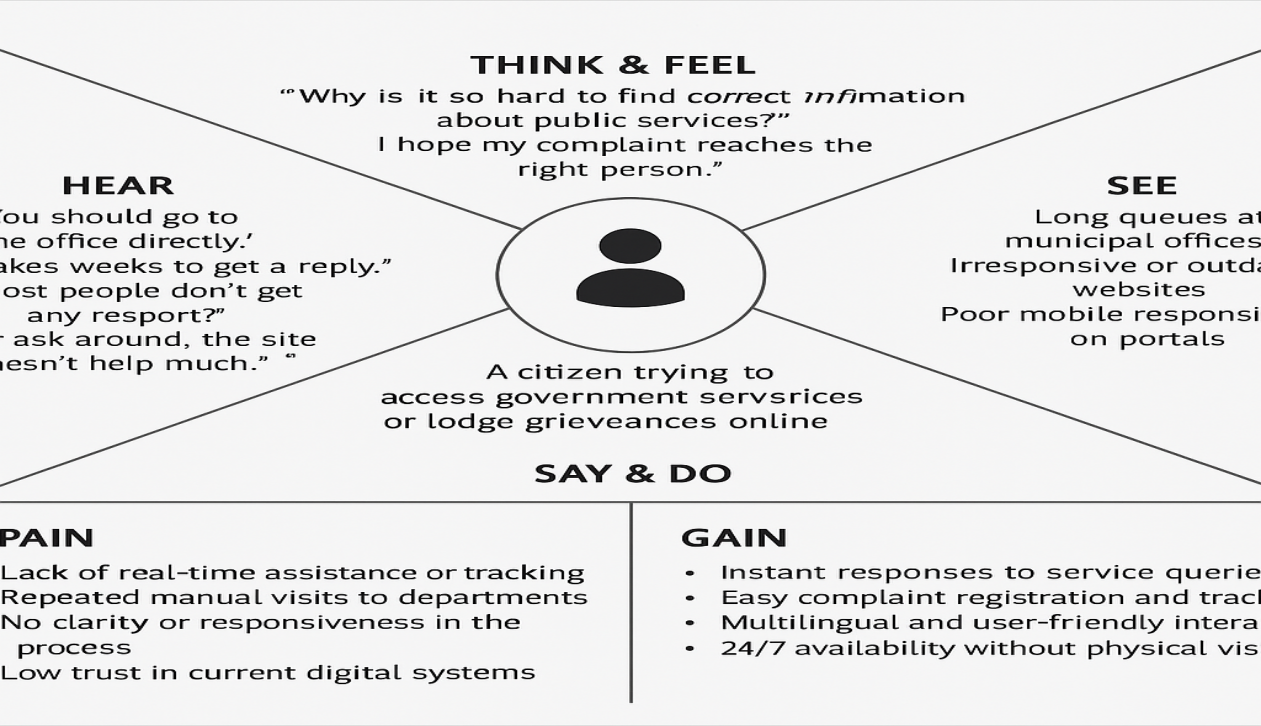 THINK & FEEL
“Why is it so hard to find correct infimation
about public services?”
I hope my complaint reaches the
right person.”
HEAR
ou should go to
e office directly.’
akes weeks to get a reply.”
ost people don’t get
any resport?”
r ask around, the site
esn’t help much.”
SEE
Long queues at
municipal offices
Irresponsive or outda
websites
Poor mobile responsi
on portals
A citizen trying to
access government servsrices
or lodge grieveances online
SAY & DO
PAIN
Lack of real-time assistance or tracking
Repeated manual visits to departments
No clarity or responsiveness in the
process
Low trust in current digital systems
GAIN
• Instant responses to service querie
• Easy complaint registration and track
• Multilingual and user-friendly intera
• 24/7 availability without physical vis